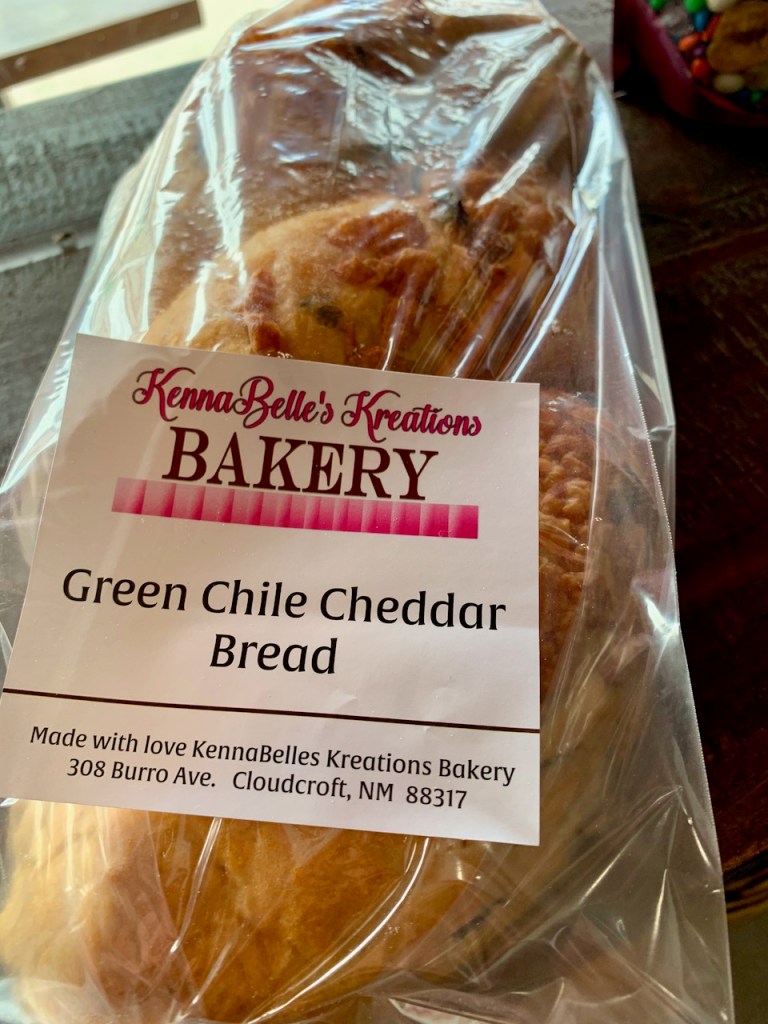 KennaBelle's Kreations
BAKERY
Green Chile Cheddar
Bread
Made with love KennaBelles Kreations Bakery
308 Burro Ave. Cloudcroft, NM 88317